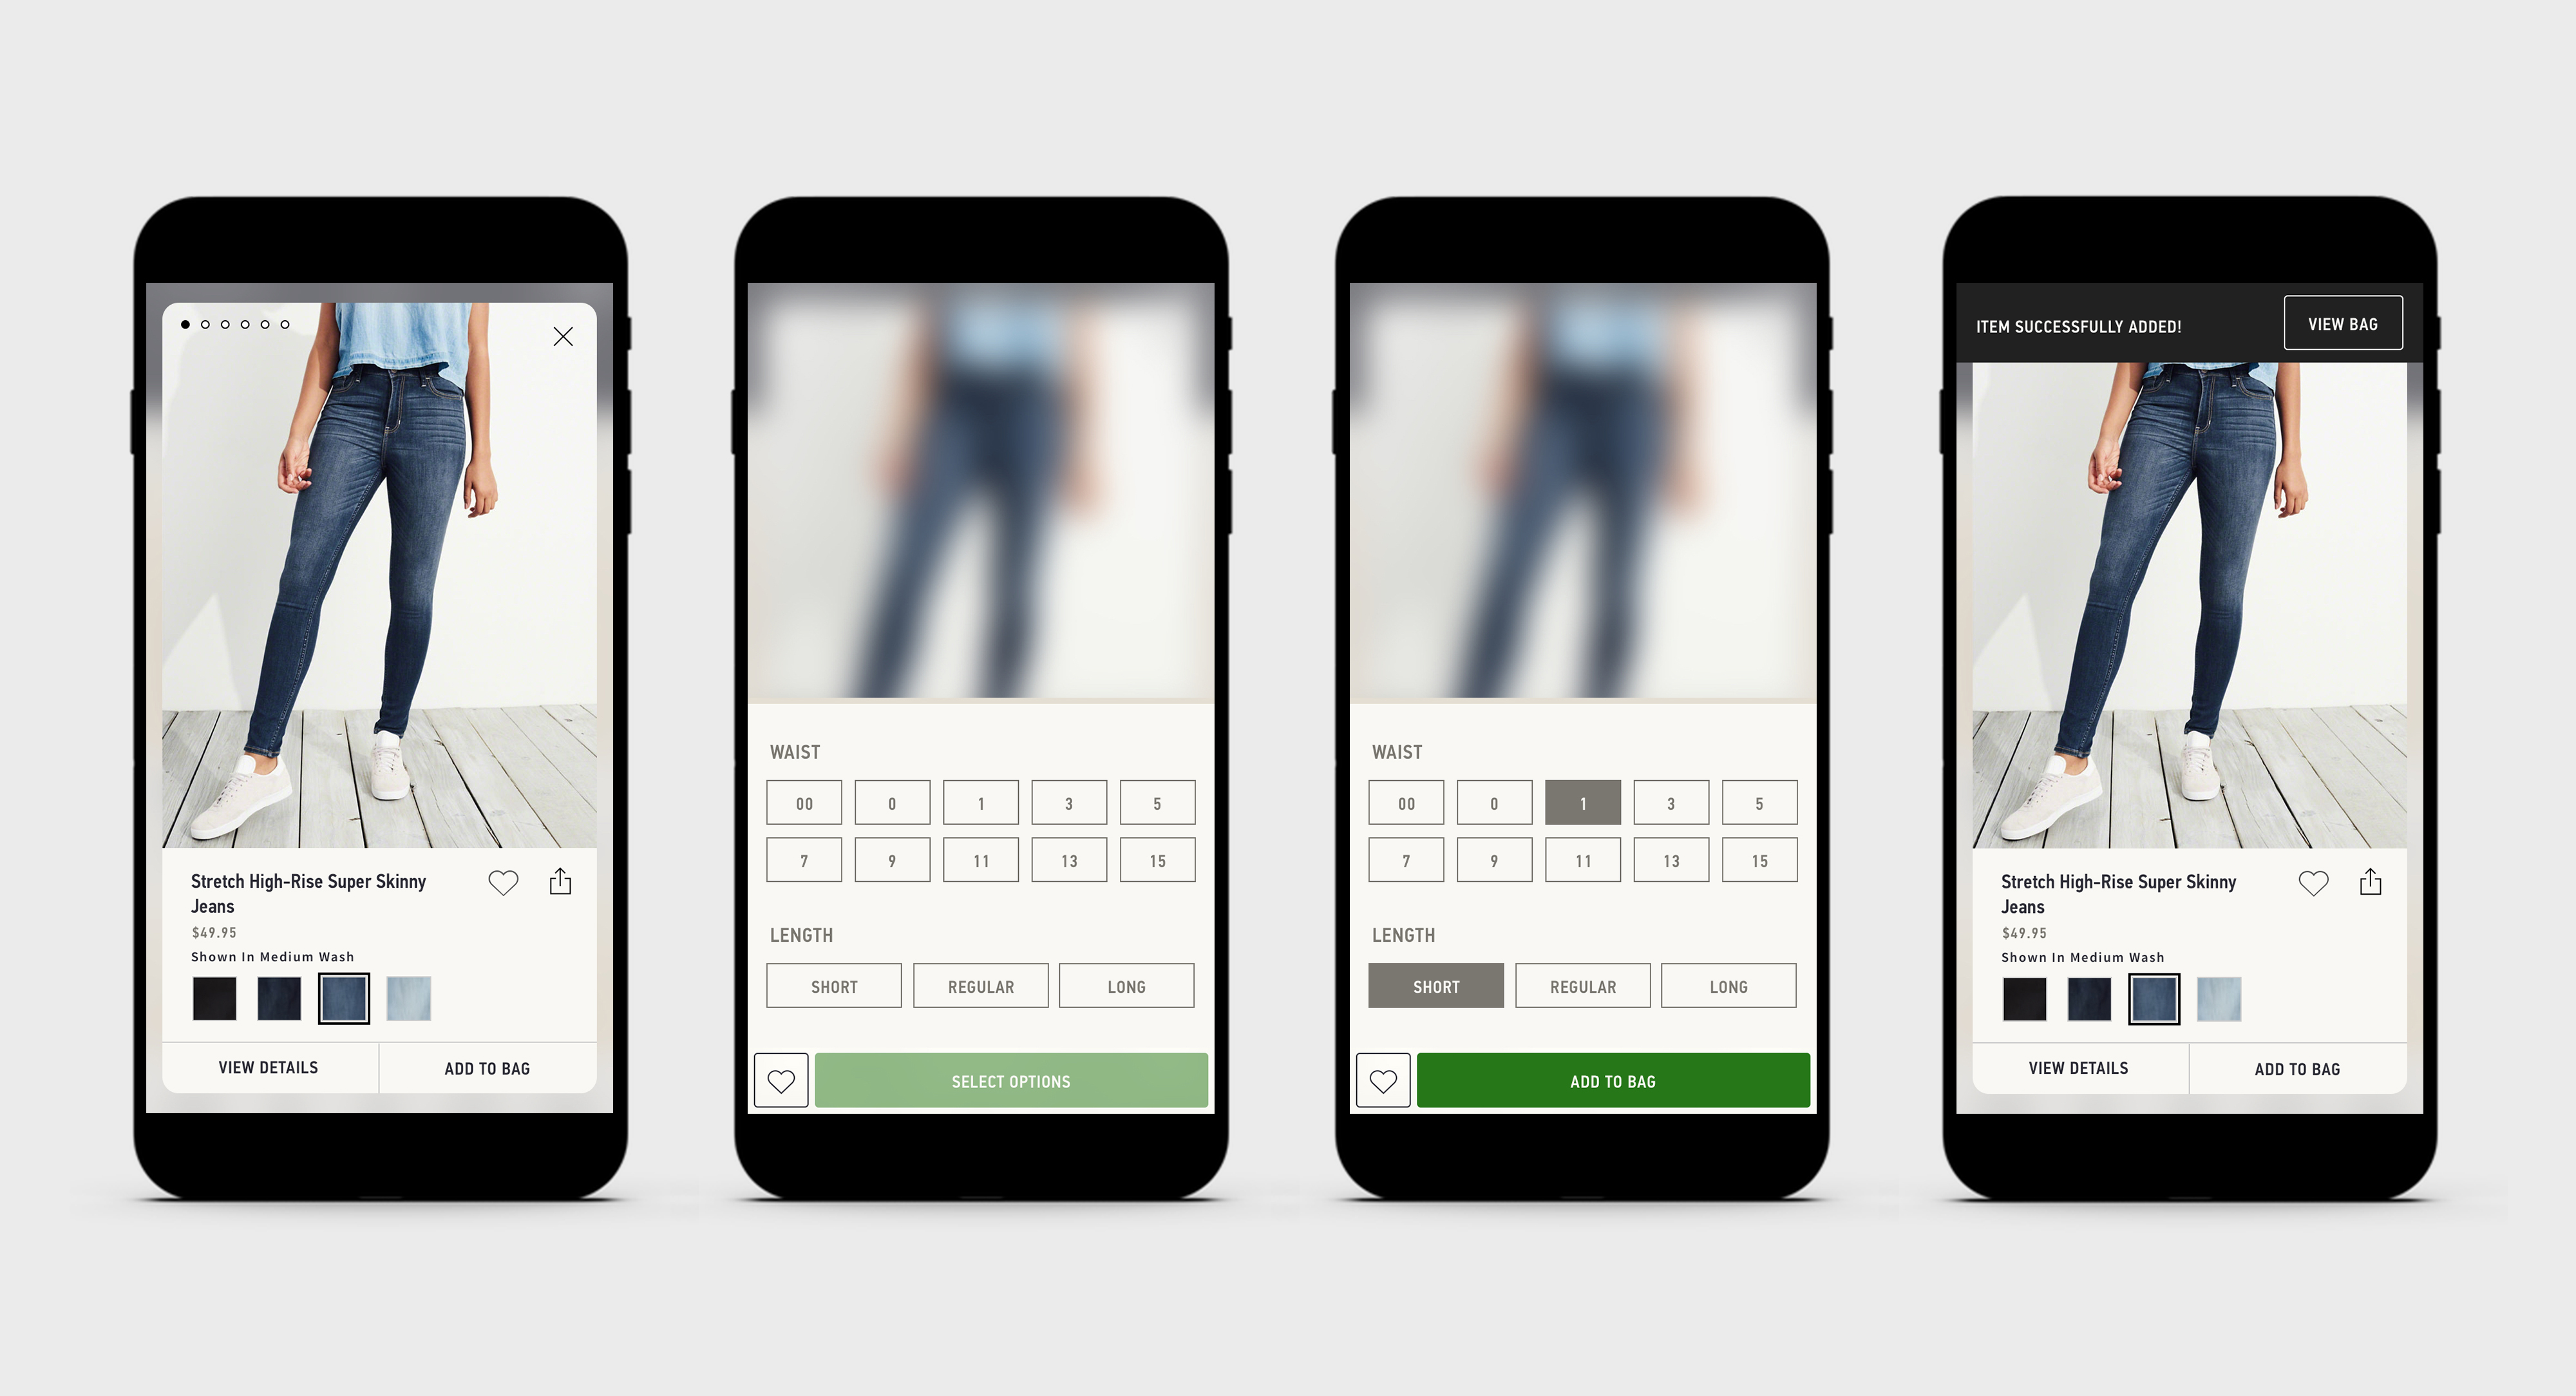 Stretch High-Rise Super Skinny
Jeans
$49.95
Shown In Medium Wash
VIEW DETAILS
ADD TO BAG
WAIST
00 0 1 3 5
7 9 11 13 15
LENGTH
SHORT REGULAR LONG
SELECT OPTIONS
WAIST
00 0 1 3 5
7 9 11 13 15
LENGTH
SHORT REGULAR LONG
ADD TO BAG
ITEM SUCCESSFULLY ADDED!
VIEW BAG
Stretch High-Rise Super Skinny
Jeans
$49.95
Shown In Medium Wash
VIEW DETAILS
ADD TO BAG